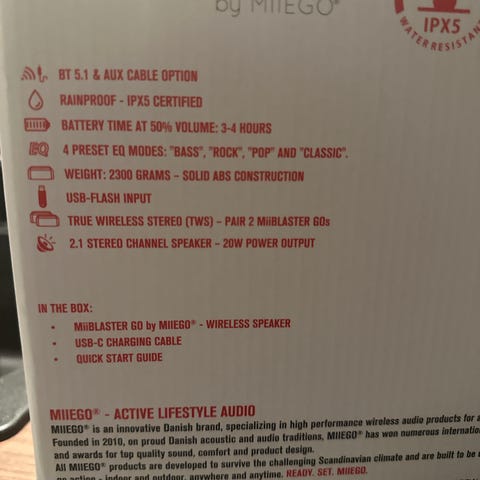 by MIIEGO®
IPX5
WATER RESISTANT
BT 5.1 & AUX CABLE OPTION
RAINPROOF - IPX5 CERTIFIED
BATTERY TIME AT 50% VOLUME: 3-4 HOURS
EQ 4 PRESET EQ MODES: "BASS", "ROCK", "POP" AND "CLASSIC".
WEIGHT: 2300 GRAMS - SOLID ABS CONSTRUCTION
USB-FLASH INPUT
TRUE WIRELESS STEREO (TWS) - PAIR 2 MiiBLASTER GOs
2.1 STEREO CHANNEL SPEAKER - 20W POWER OUTPUT
IN THE BOX:
• MiiBLASTER GO by MIIEGO® - WIRELESS SPEAKER
• USB-C CHARGING CABLE
• QUICK START GUIDE
MIIEGO® - ACTIVE LIFESTYLE AUDIO
MIIEGO® is an innovative Danish brand, specializing in high performance wireless audio products for
Founded in 2010, on proud Danish acoustic and audio traditions, MIIEGO® has won numerous
and awards for top quality sound, comfort and product design.
All MIIEGO® products are developed to survive the challenging Scandinavian climate and are built to be
action - indoor and outdoor, anywhere and anytime. READY. SET. MIIEGO.